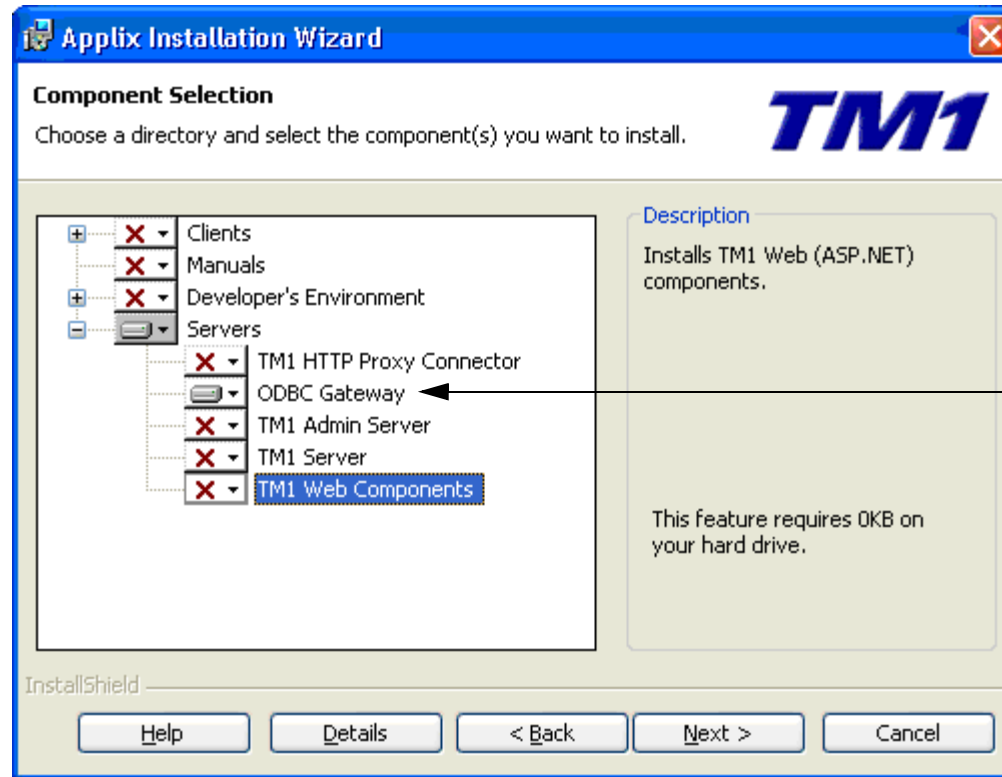 Applix Installation Wizard
Component Selection
Choose a directory and select the component(s) you want to install.
TM1
Clients
Manuals
Developer's Environment
Servers
TM1 HTTP Proxy Connector
ODBC Gateway
TM1 Admin Server
TM1 Server
TM1 Web Components
Description
Installs TM1 Web (ASP.NET)
components.
This feature requires 0KB on
your hard drive.
InstallShield
Help
Details
< Back
Next >
Cancel